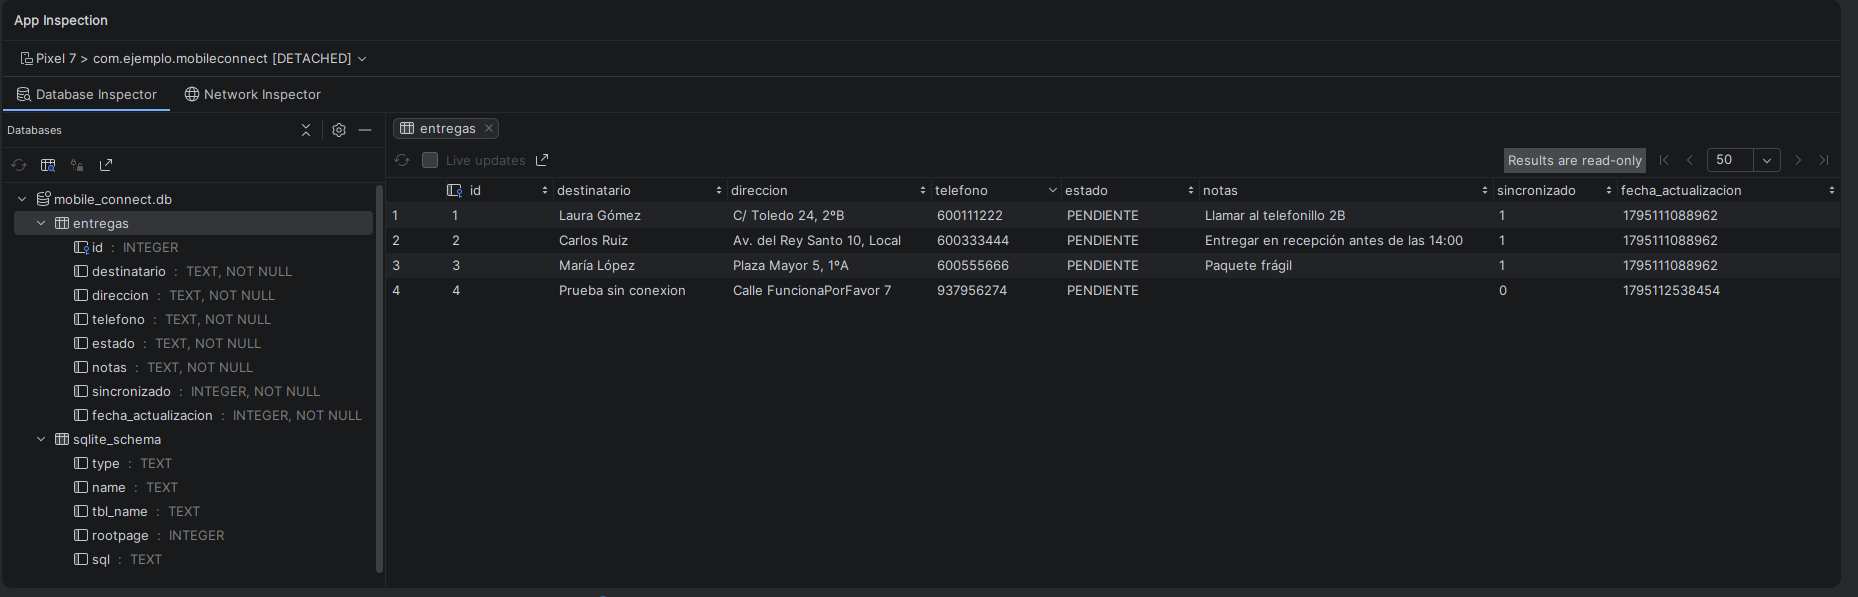 App Inspection
Pixel 7 > com.ejemplo.mobileconnect [DETACHED]
Database Inspector Network Inspector
Databases
entregas
Live updates
Results are read-only 50
mobile_connect.db
entregas
id : INTEGER
destinatario : TEXT, NOT NULL
direccion : TEXT, NOT NULL
telefono : TEXT, NOT NULL
estado : TEXT, NOT NULL
notas : TEXT, NOT NULL
sincronizado : INTEGER, NOT NULL
fecha_actualizacion : INTEGER, NOT NULL
sqlite_schema
type : TEXT
name : TEXT
tbl_name : TEXT
rootpage : INTEGER
sql : TEXT
id destinatario direccion telefono estado notas sincronizado fecha_actualizacion
1 1 Laura Gómez C/ Toledo 24, 2ºB 600111222 PENDIENTE Llamar al telefonillo 2B 1 1795111088962
2 2 Carlos Ruiz Av. del Rey Santo 10, Local 600333444 PENDIENTE Entregar en recepción antes de las 14:00 1 1795111088962
3 3 María López Plaza Mayor 5, 1ºA 600555666 PENDIENTE Paquete frágil 1 1795111088962
4 4 Prueba sin conexion Calle FuncionaPorFavor 7 937956274 PENDIENTE 0 1795112538454